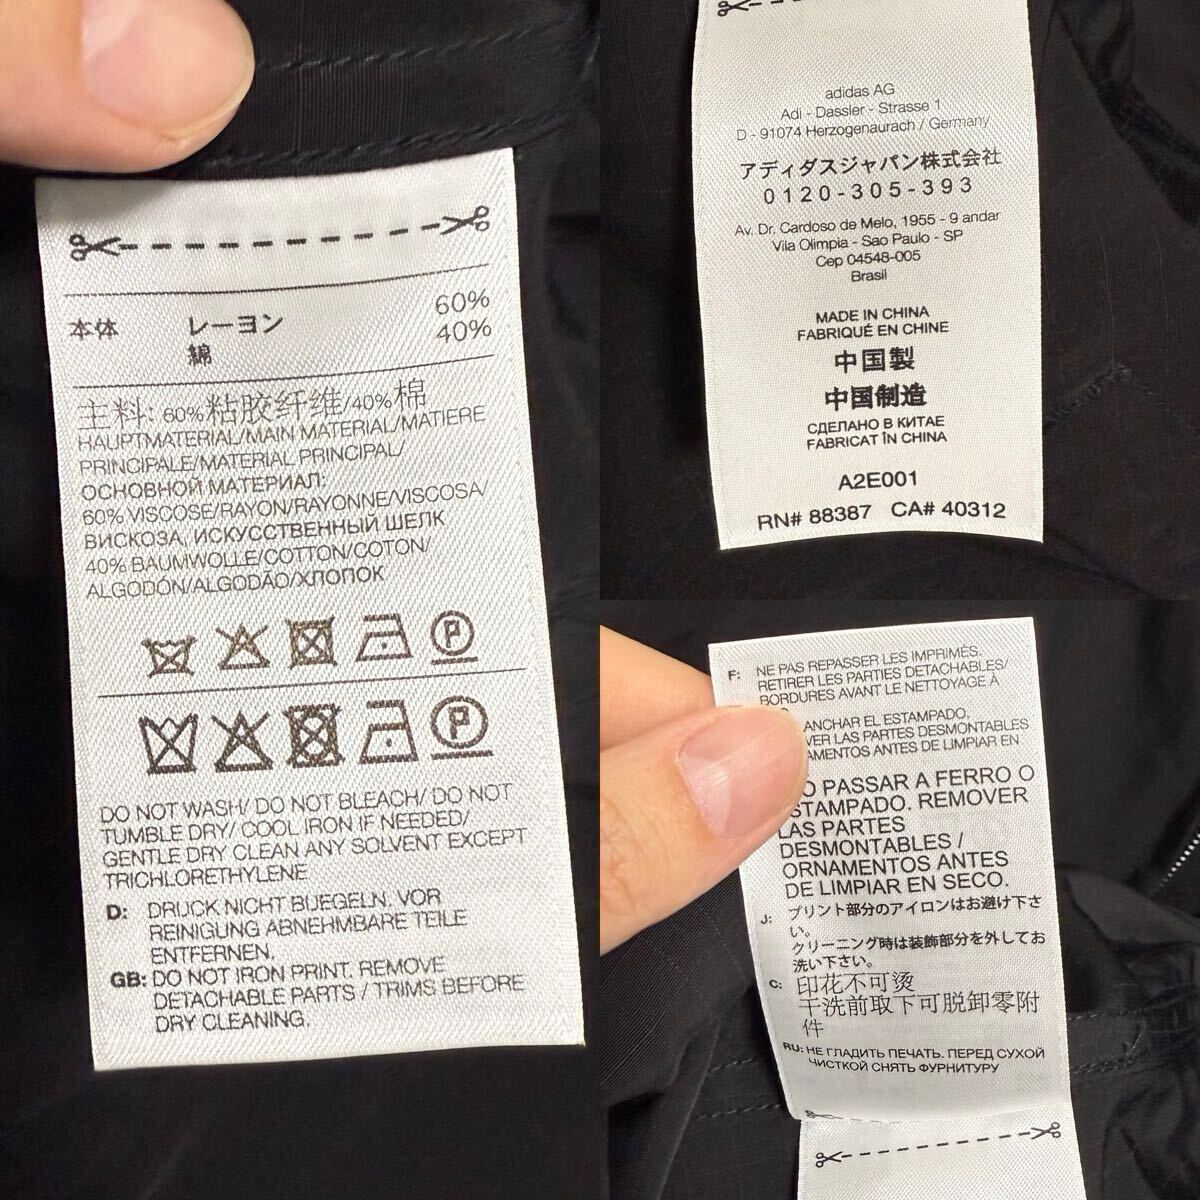 本体 レーヨン 60%
綿 40%
主料: 60%粘胶纤维/40%棉
HAUPTMATERIAL/MAIN MATERIAL/MATIERE
PRINCIPALE/MATERIAL PRINCIPAL/
ОСНОВНОЙ МАТЕРИАЛ:
60% VISCOSE/RAYON/RAYONNE/VISCOSA/
ВИСКОЗА, ИСКУССТВЕННЫЙ ШЕЛК
40% BAUMWOLLE/COTTON/COTON/
ALGODÓN/ALGODÃO/ХЛОПОК
P
P
DO NOT WASH/ DO NOT BLEACH/ DO NOT
TUMBLE DRY/ COOL IRON IF NEEDED/
GENTLE DRY CLEAN ANY SOLVENT EXCEPT
TRICHLORETHYLENE
D: DRUCK NICHT BUEGELN. VOR
REINIGUNG ABNEHMBARE TEILE
ENTFERNEN.
GB: DO NOT IRON PRINT. REMOVE
DETACHABLE PARTS / TRIMS BEFORE
DRY CLEANING.
adidas AG
Adi - Dassler - Strasse 1
D - 91074 Herzogenaurach / Germany
アディダスジャパン株式会社
0120-305-393
Av. Dr. Cardoso de Melo, 1955 - 9 andar
Vila Olimpia - Sao Paulo - SP
Cep 04548-005
Brasil
MADE IN CHINA
FABRIQUÉ EN CHINE
中国製
中国制造
СДЕЛАНО В КИТАЕ
FABRICAT ÎN CHINA
A2E001
RN# 88387 CA# 40312
F: NE PAS REPASSER LES IMPRIMÉS.
RETIRER LES PARTIES DETACHABLES/
BORDURES AVANT LE NETTOYAGE À
ANCHAR EL ESTAMPADO.
VER LAS PARTES DESMONTABLES
AMENTOS ANTES DE LIMPIAR EN
O PASSAR A FERRO O
STAMPADO. REMOVER
LAS PARTES
DESMONTABLES /
ORNAMENTOS ANTES
DE LIMPIAR EN SECO.
J: プリント部分のアイロンはお避け下さ
い。
クリーニング時は装飾部分を外してお
洗い下さい。
C: 印花不可烫
干洗前取下可脱卸零附
件
RU: НЕ ГЛАДИТЬ ПЕЧАТЬ. ПЕРЕД СУХОЙ
ЧИСТКОЙ СНЯТЬ ФУРНИТУРУ